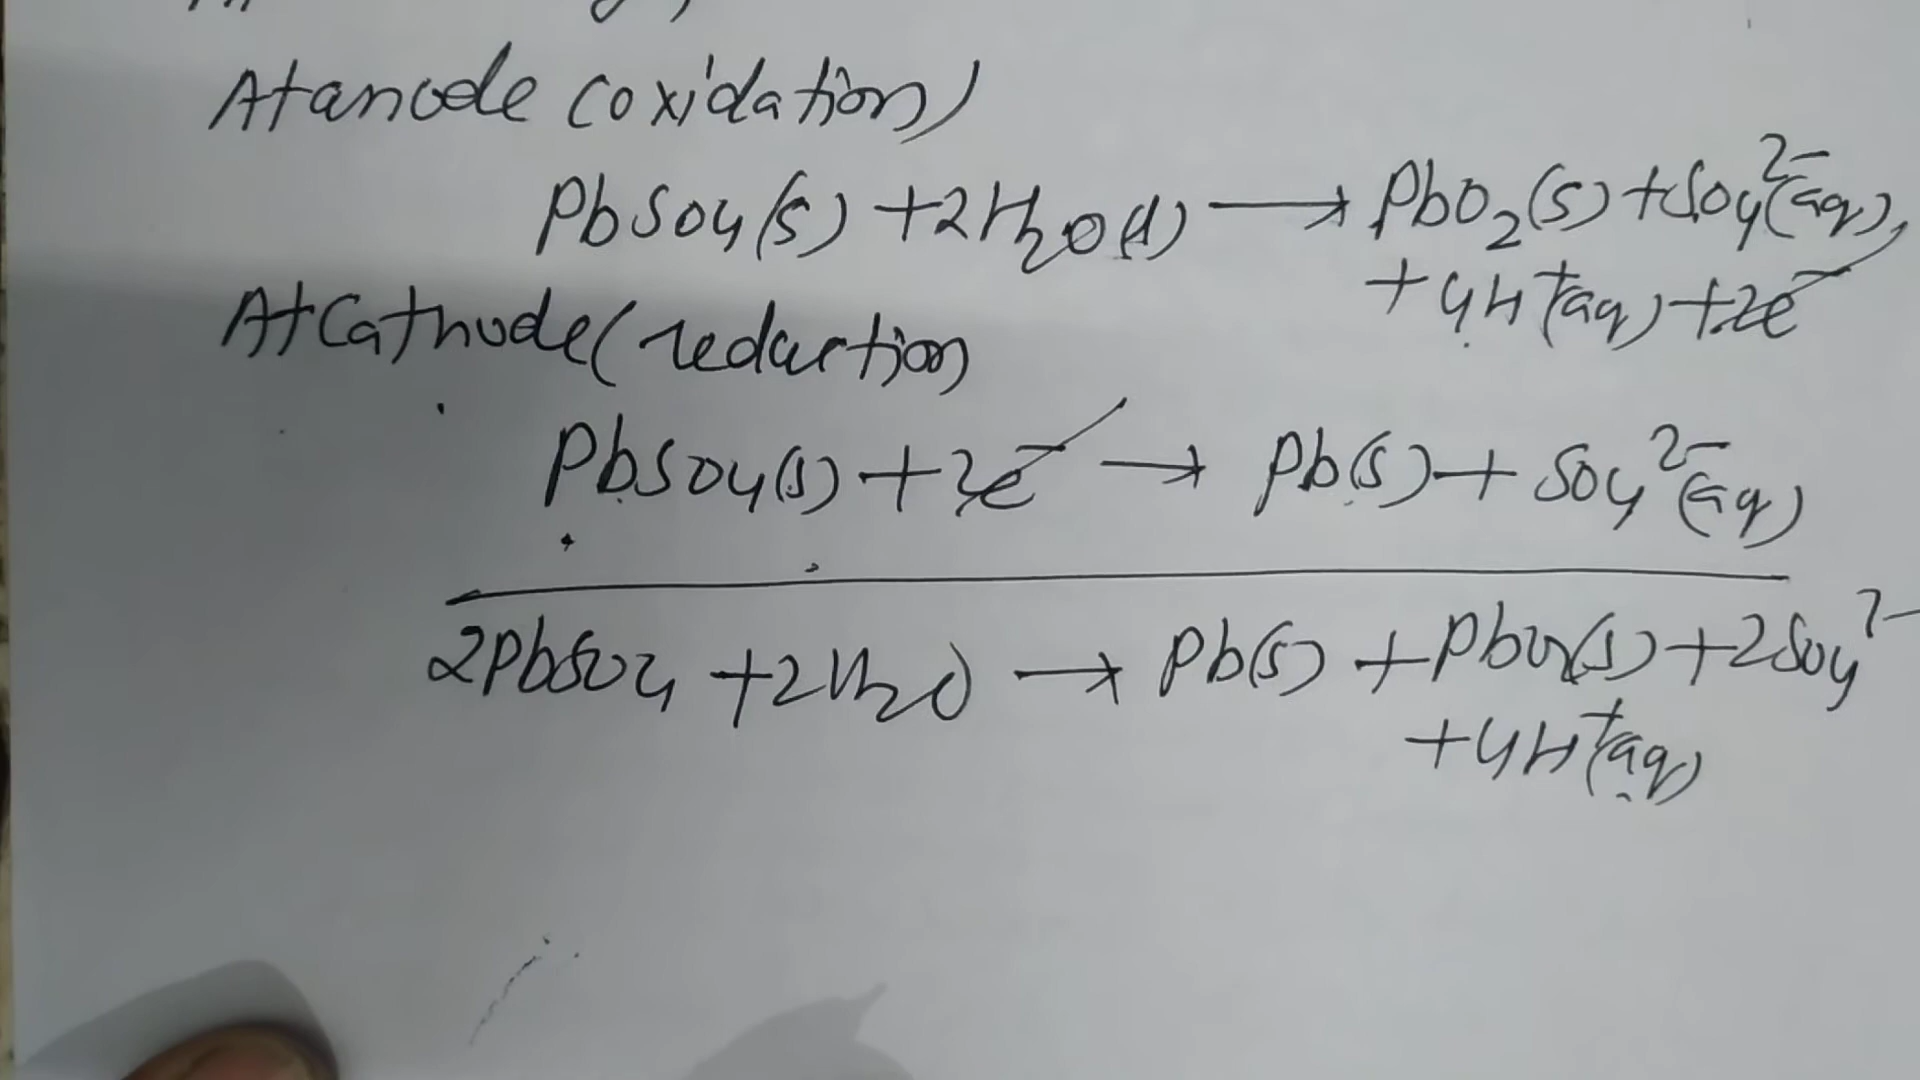 At anode (oxidation)
PbSO4(s) + 2H2O(l) → PbO2(s) + SO4^2-(aq)
+ 4H^+(aq) + 2e^-
At Cathode (reduction
PbSO4(s) + 2e^- → Pb(s) + SO4^2-(aq)
2PbSO4 + 2H2O → Pb(s) + PbO2(s) + 2SO4^2-
+ 4H^+(aq)